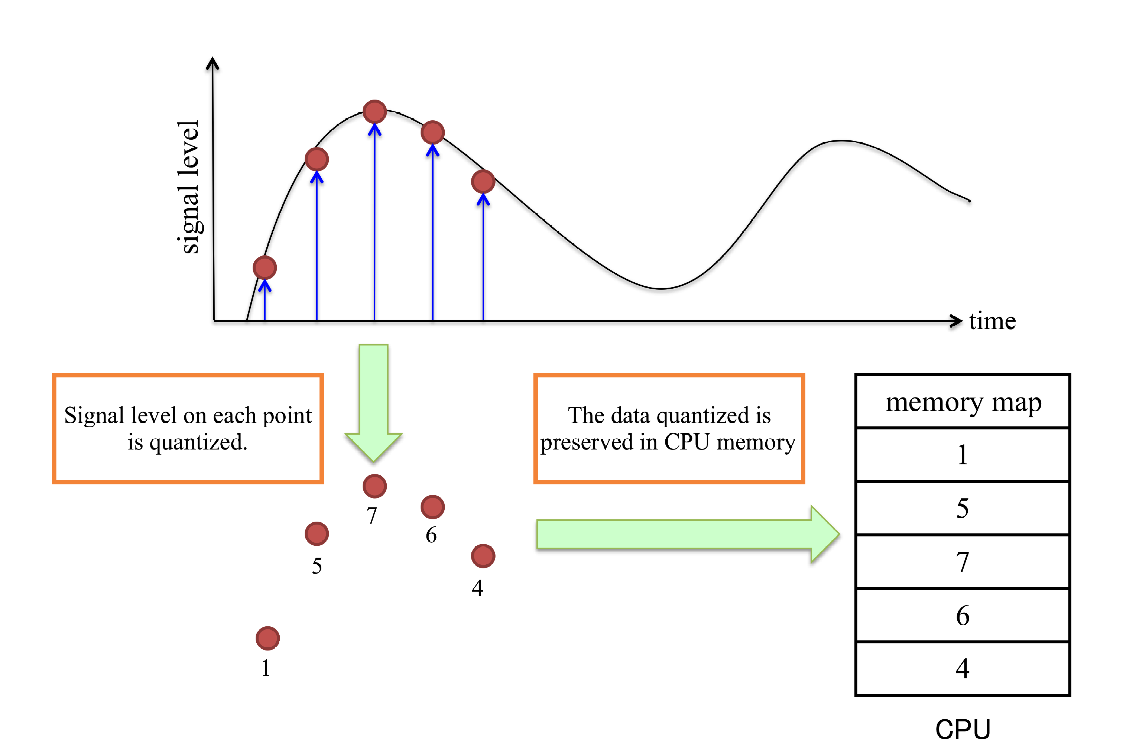 signal level
time
Signal level on each point
is quantized.
The data quantized is
preserved in CPU memory
memory map
1
5
7
6
4
7
6
5
4
1
CPU